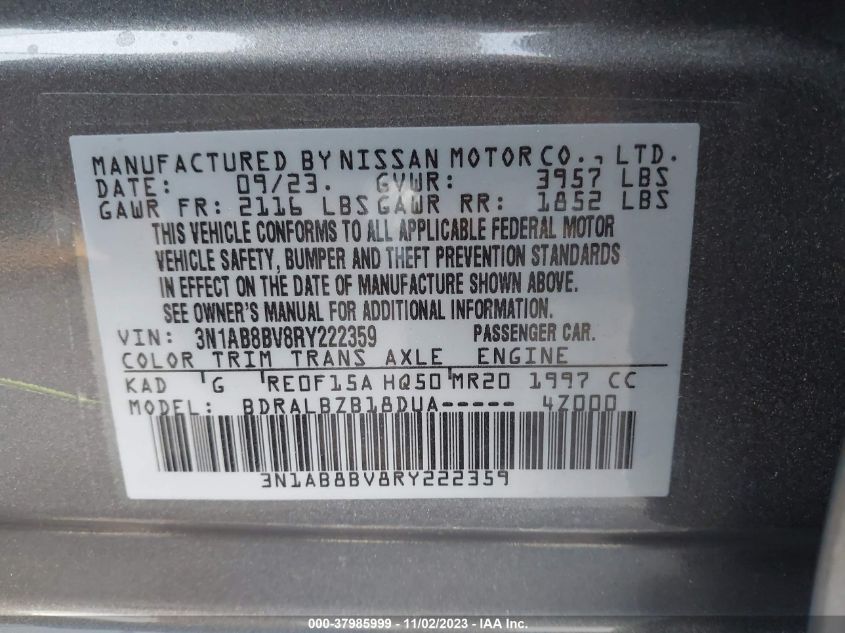 MANUFACTURED BY NISSAN MOTOR CO., LTD.
DATE: 09/23. GVWR: 3957 LBS
GAWR FR: 2116 LBS GAWR RR: 1852 LBS
THIS VEHICLE CONFORMS TO ALL APPLICABLE FEDERAL MOTOR
VEHICLE SAFETY, BUMPER AND THEFT PREVENTION STANDARDS
IN EFFECT ON THE DATE OF MANUFACTURE SHOWN ABOVE.
SEE OWNER'S MANUAL FOR ADDITIONAL INFORMATION.
VIN: 3N1AB8BV8RY222359 PASSENGER CAR.
COLOR TRIM TRANS AXLE ENGINE
KAD G RE0F15A HQ50 MR20 1997 CC
MODEL: BDRALBZB18DUA----- 4Z000
3N1AB8BV8RY222359
000-37985999 - 11/02/2023 - IAA Inc.